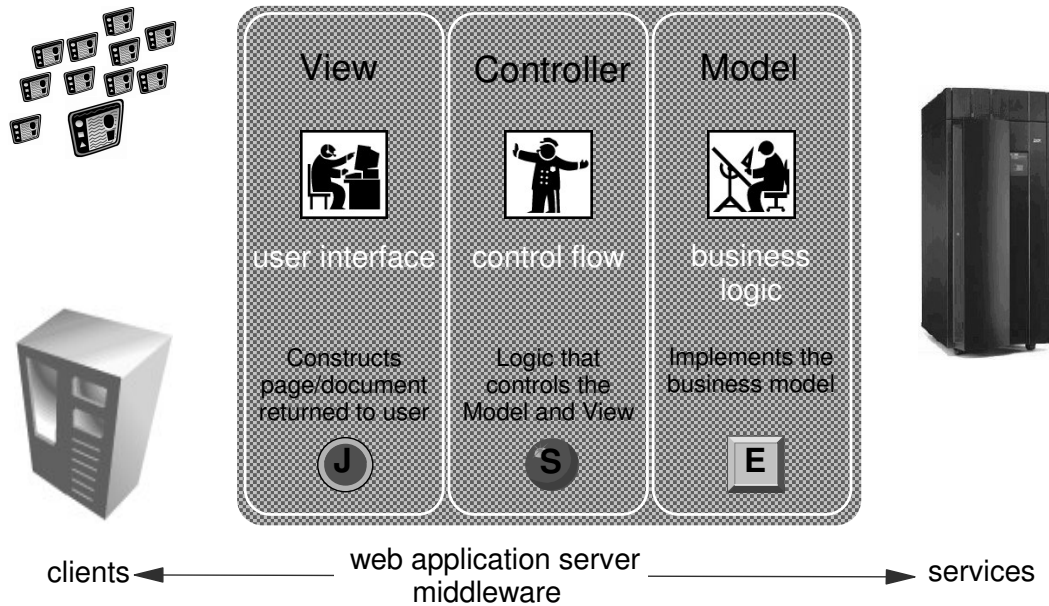 View
user interface
Constructs
page/document
returned to user
J
Controller
control flow
Logic that
controls the
Model and View
S
Model
business
logic
Implements the
business model
E
clients
web application server
middleware
services